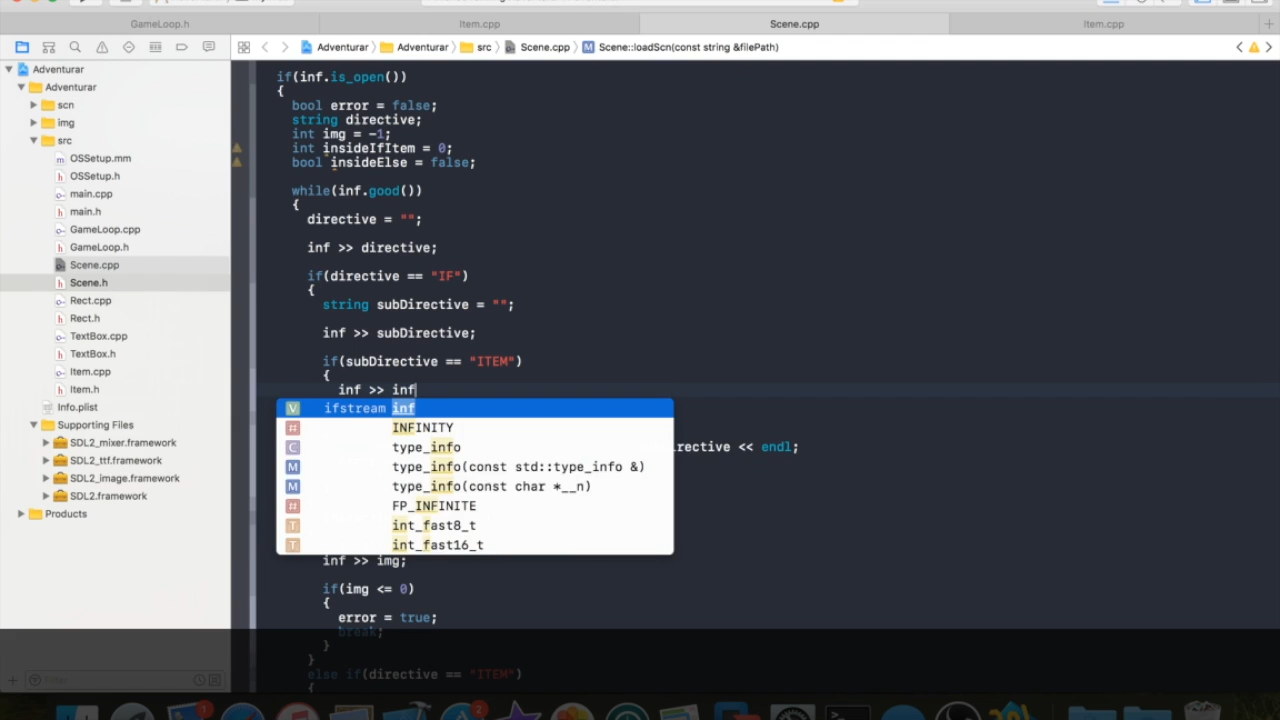 GameLoop.h
Item.cpp
Scene.cpp
Item.cpp
Adventurar
Adventurar
src
Scene.cpp
Scene::loadScn(const string &filePath)
Adventurar
Adventurar
scn
img
src
OSSetup.mm
OSSetup.h
main.cpp
main.h
GameLoop.cpp
GameLoop.h
Scene.cpp
Scene.h
Rect.cpp
Rect.h
TextBox.cpp
TextBox.h
Item.cpp
Item.h
Info.plist
Supporting Files
SDL2_mixer.framework
SDL2_ttf.framework
SDL2_image.framework
SDL2.framework
Products
Filter
if(inf.is_open())
{
bool error = false;
string directive;
int img = -1;
int insideIfItem = 0;
bool insideElse = false;
while(inf.good())
{
directive = "";
inf >> directive;
if(directive == "IF")
{
string subDirective = "";
inf >> subDirective;
if(subDirective == "ITEM")
{
inf >> inf
ifstream inf
INFINITY
type_info
type_info(const std::type_info &)
type_info(const char *__n)
FP_INFINITE
int_fast8_t
int_fast16_t
rective << endl;
inf >> img;
if(img <= 0)
{
error = true;
break;
}
}
else if(directive == "ITEM")
{